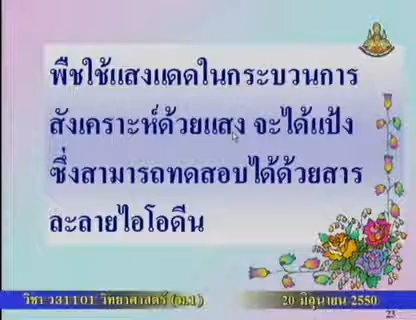 พืชใช้แสงแดดในกระบวนการ
สังเคราะห์ด้วยแสง จะได้แป้ง
ซึ่งสามารถทดสอบได้ด้วยสาร
ละลายไอโอดีน
วิชา ว31101 วิทยาศาสตร์ (ม.1) 20 มิถุนายน 2550
23